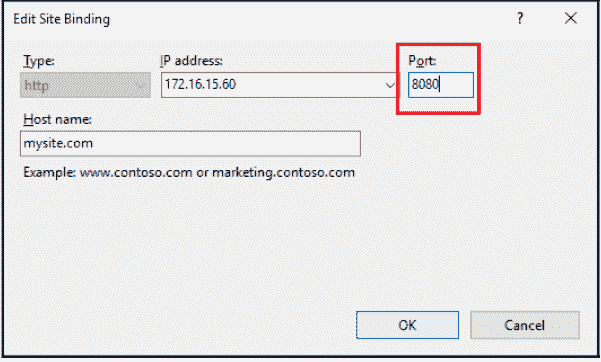 Edit Site Binding ?
Type: IP address: Port:
http 172.16.15.60 8080
Host name:
mysite.com
Example: www.contoso.com or marketing.contoso.com
OK Cancel